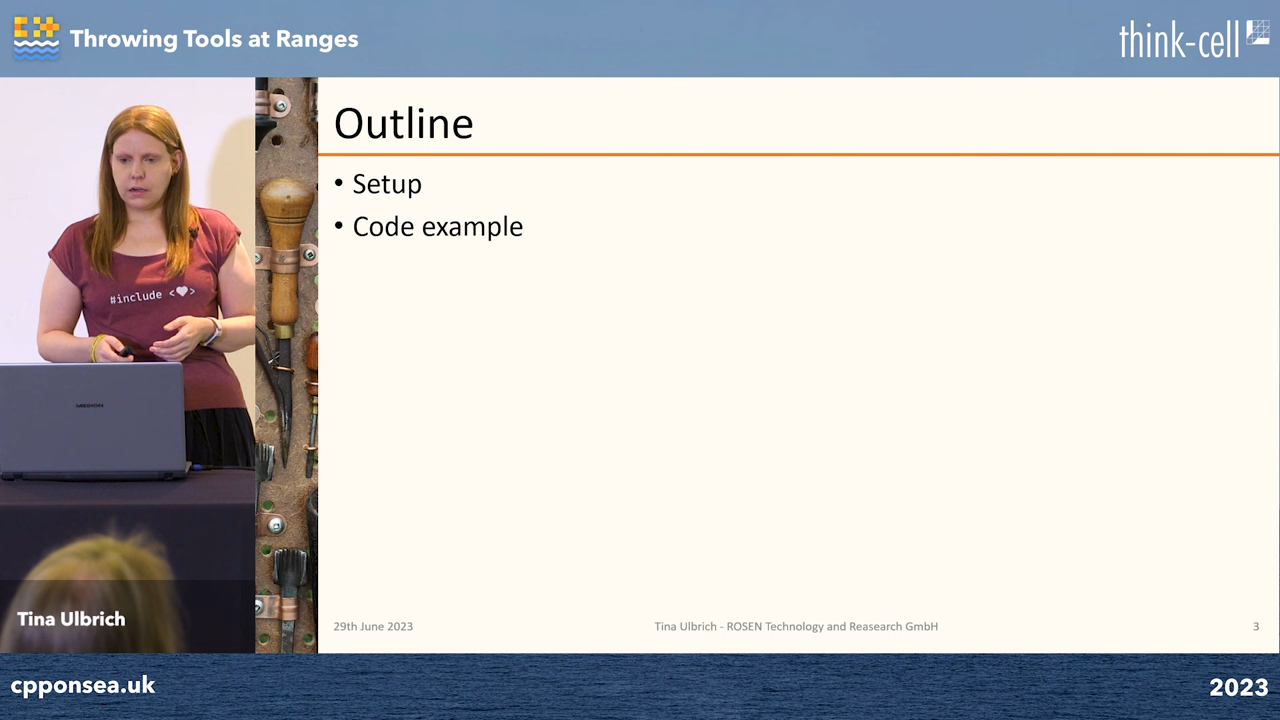 Throwing Tools at Ranges
think-cell
Outline
• Setup
• Code example
#include <♥>
MEDION
Tina Ulbrich
29th June 2023
Tina Ulbrich - ROSEN Technology and Reasearch GmbH
3
cpponsea.uk
2023